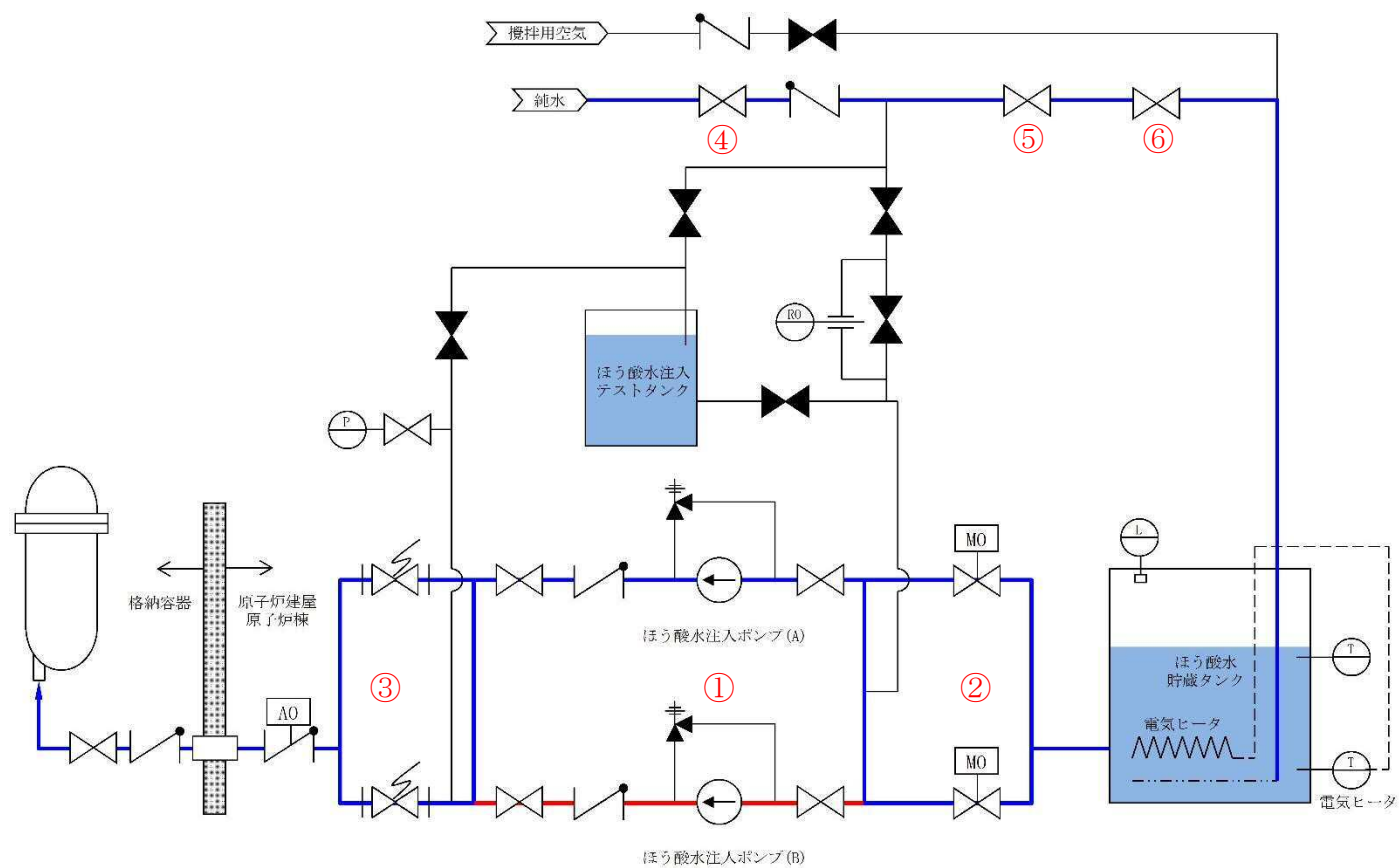 攪拌用空気
純水
④
⑤
⑥
RO
ほう酸水注入
テストタンク
P
L
MO
格納容器
原子炉建屋
原子炉棟
ほう酸水注入ポンプ(A)
③
①
②
ほう酸水
貯蔵タンク
T
AO
電気ヒータ
MO
T
電気ヒータ
ほう酸水注入ポンプ(B)